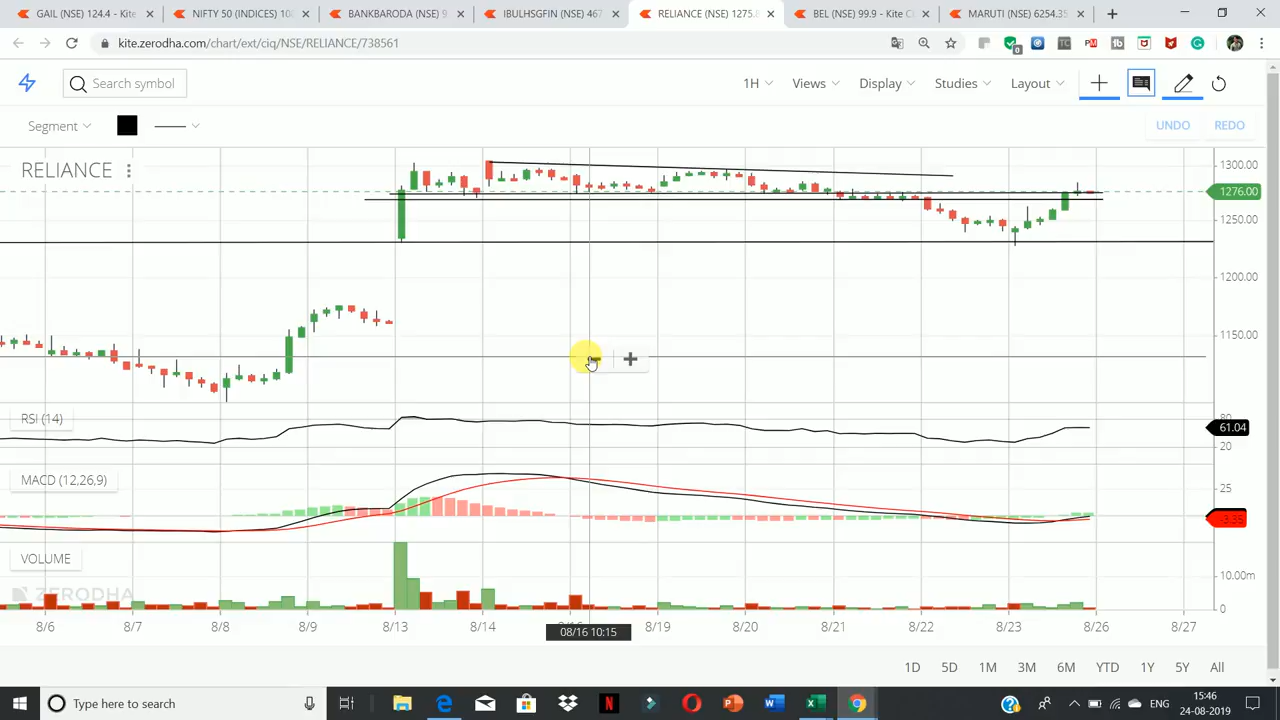 GAIL (NSE) 124.4 - Kite
NIFTY 50 (INDICES) 108
BANKBARODA (NSE) 9
IBULHSGFIN (NSE) 467
RELIANCE (NSE) 1275.
BEL (NSE) 99.9 - Kite C
MARUTI (NSE) 6254.35
kite.zerodha.com/chart/ext/ciq/NSE/RELIANCE/738561
Search symbol
1H
Views
Display
Studies
Layout
Segment
UNDO
REDO
RELIANCE
1300.00
1276.00
1250.00
1200.00
1150.00
RSI (14)
80
61.04
20
MACD (12,26,9)
25
VOLUME
ZERODHA
10.00m
0
8/6 8/7 8/8 8/9 8/13 8/14 8/19 8/20 8/21 8/22 8/23 8/26 8/27
08/16 10:15
1D 5D 1M 3M 6M YTD 1Y 5Y All
Type here to search
ENG
15:46
24-08-2019